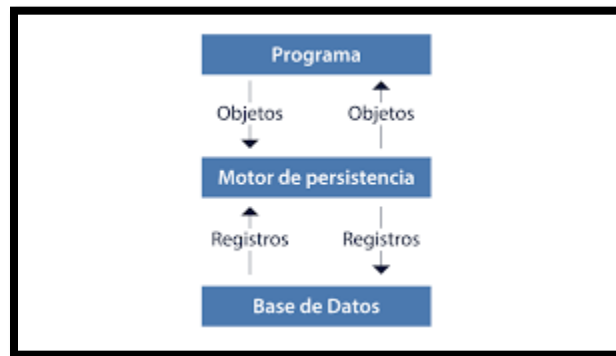 Programa
Objetos Objetos
Motor de persistencia
Registros Registros
Base de Datos